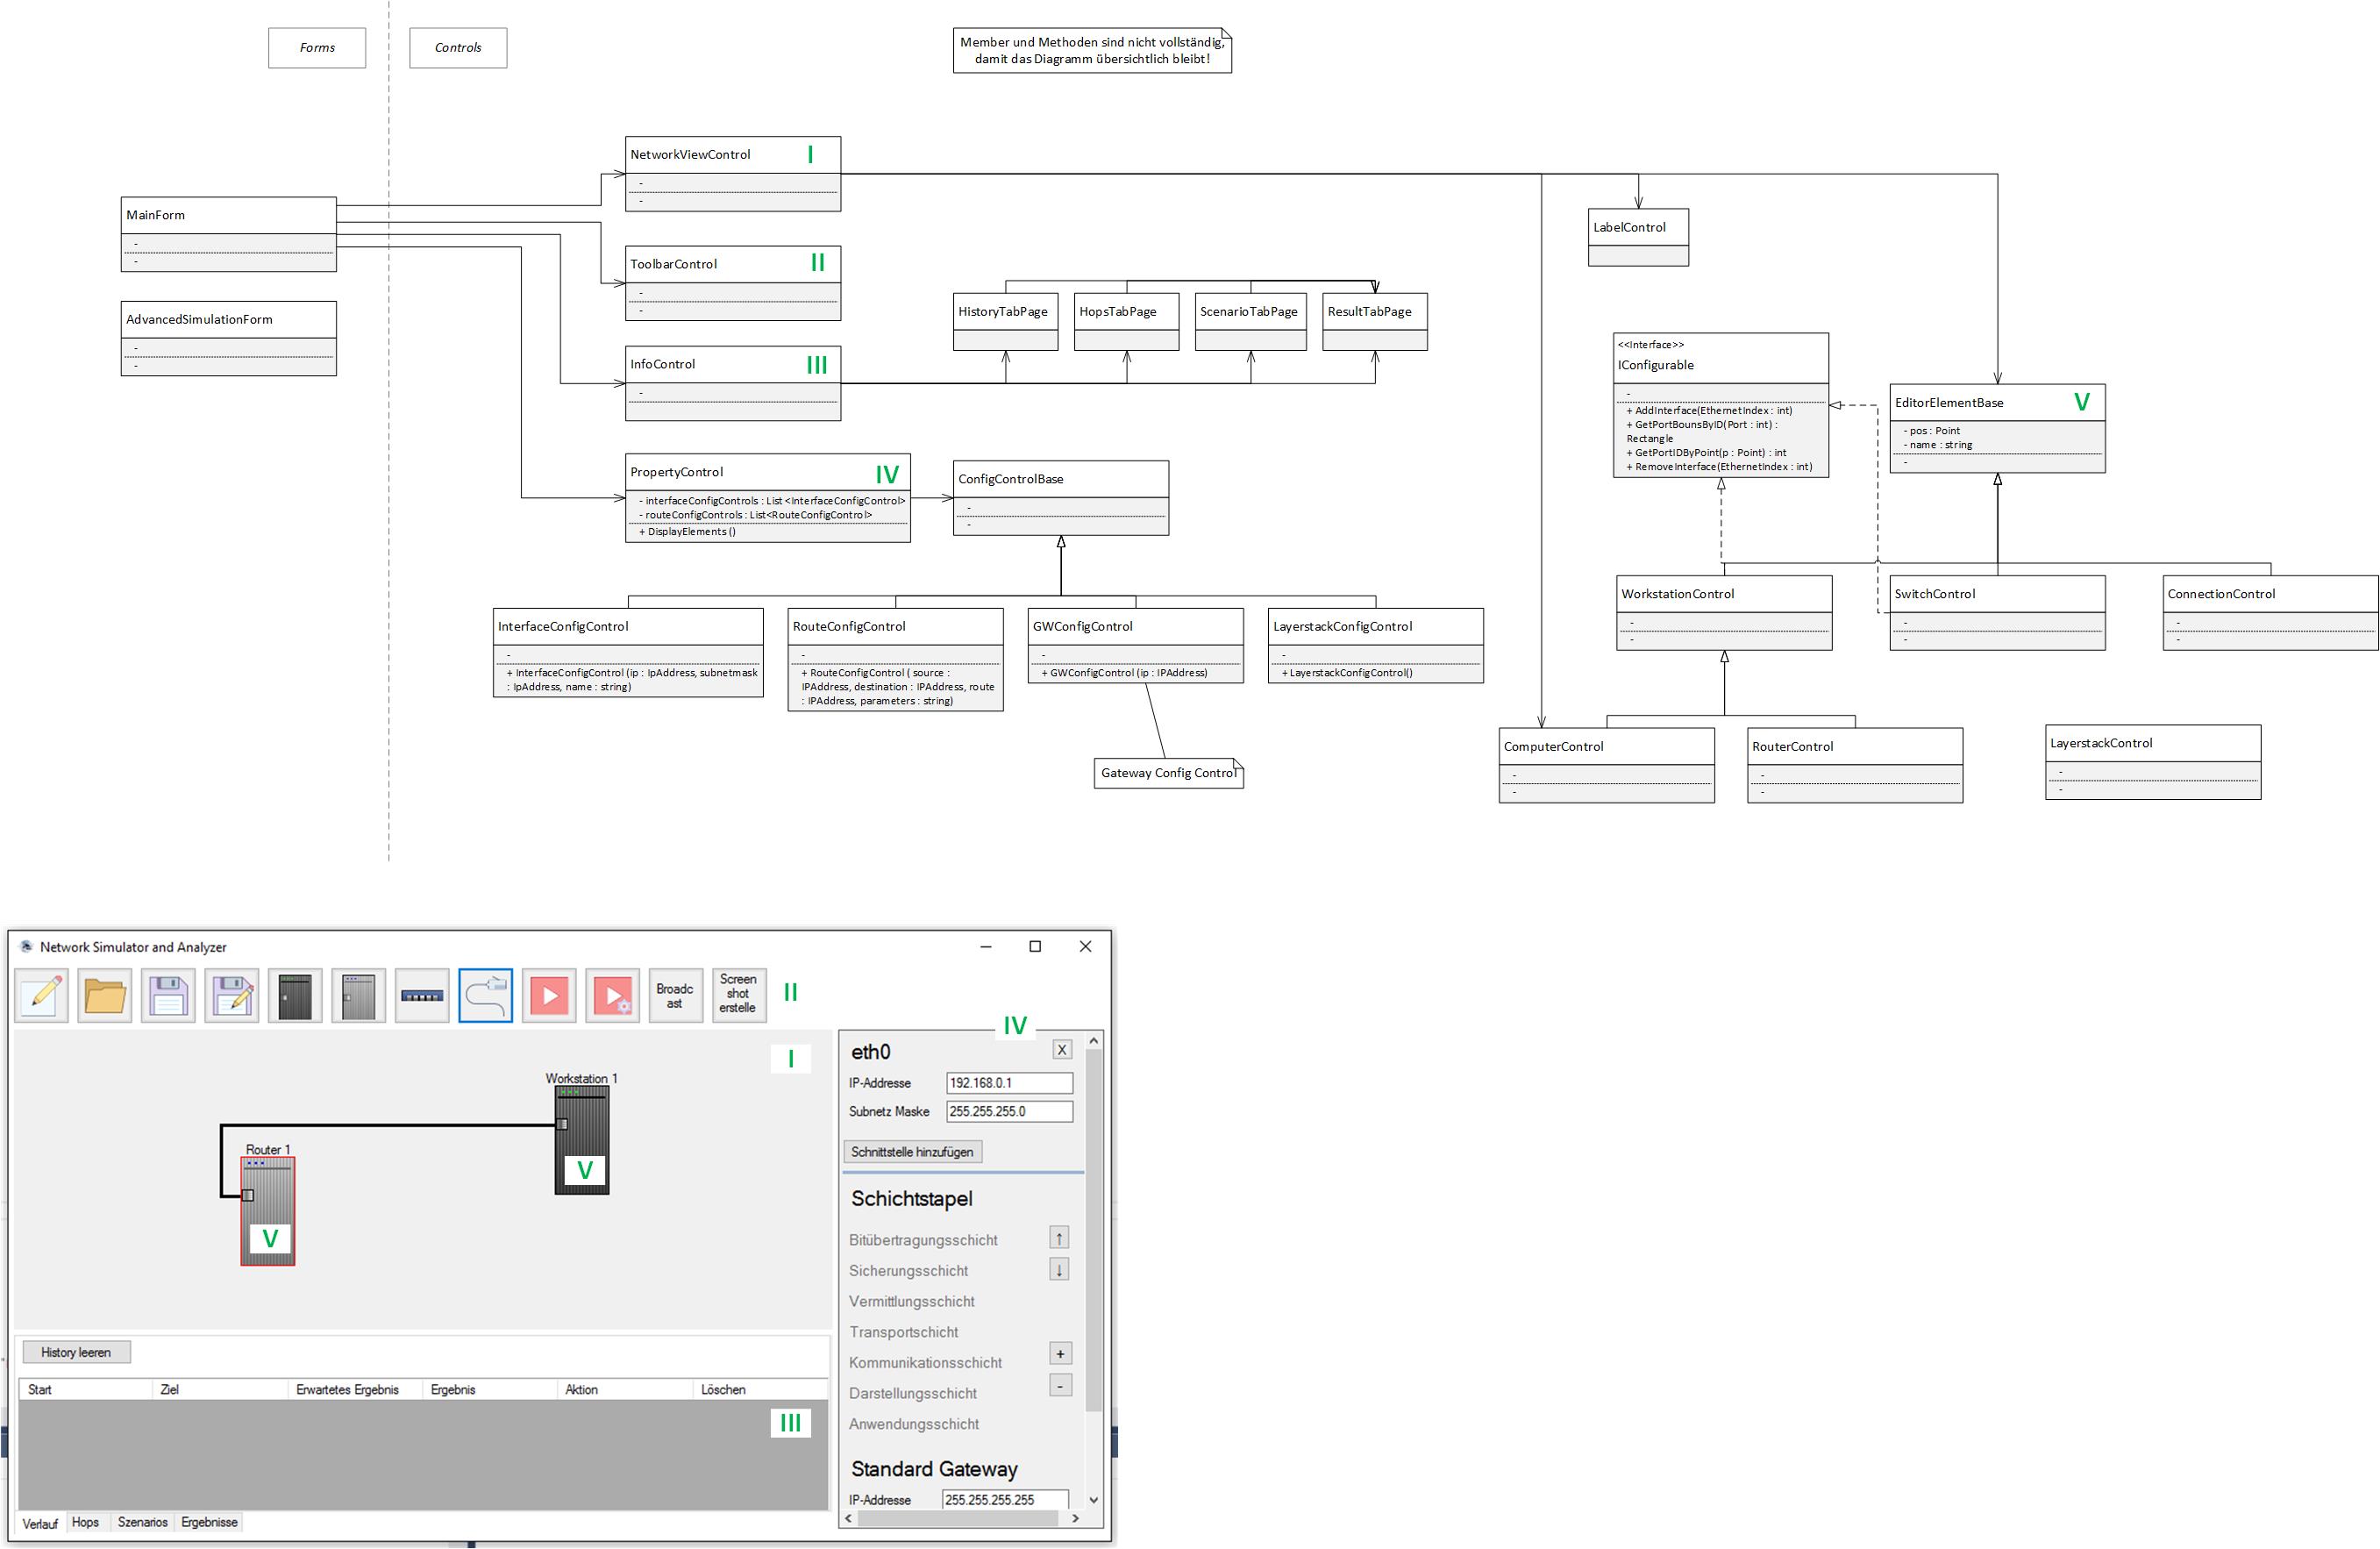 Forms
Controls
Member und Methoden sind nicht vollständig,
damit das Diagramm übersichtlich bleibt!
MainForm
-
-
AdvancedSimulationForm
-
-
NetworkViewControl I
-
-
ToolbarControl II
-
-
InfoControl III
-
PropertyControl IV
- interfaceConfigControls : List <InterfaceConfigControl>
- routeConfigControls : List<RouteConfigControl>
+ DisplayElements ()
HistoryTabPage
HopsTabPage
ScenarioTabPage
ResultTabPage
ConfigControlBase
-
-
InterfaceConfigControl
-
+ InterfaceConfigControl (ip : IpAddress, subnetmask
: IpAddress, name : string)
RouteConfigControl
-
+ RouteConfigControl ( source :
IPAddress, destination : IPAddress, route
: IPAddress, parameters : string)
GWConfigControl
-
+ GWConfigControl (ip : IPAddress)
LayerstackConfigControl
-
+ LayerstackConfigControl()
Gateway Config Control
LabelControl
<<Interface>>
IConfigurable
-
+ AddInterface(EthernetIndex : int)
+ GetPortBounsByID(Port : int) :
Rectangle
+ GetPortIDByPoint(p : Point) : int
+ RemoveInterface(EthernetIndex : int)
EditorElementBase V
- pos : Point
- name : string
-
WorkstationControl
-
-
SwitchControl
-
-
ConnectionControl
-
-
ComputerControl
-
-
RouterControl
-
-
LayerstackControl
-
-
Network Simulator and Analyzer
Broadc
ast
Screen
shot
erstelle
II
I
Workstation 1
V
Router 1
V
IV
eth0 X
IP-Addresse 192.168.0.1
Subnetz Maske 255.255.255.0
Schnittstelle hinzufügen
Schichtstapel
Bitübertragungsschicht ↑
Sicherungsschicht ↓
Vermittlungsschicht
Transportschicht
Kommunikationsschicht +
Darstellungsschicht -
Anwendungsschicht
Standard Gateway
IP-Addresse 255.255.255.255
History leeren
Start Ziel Erwartetes Ergebnis Ergebnis Aktion Löschen
III
Verlauf Hops Szenarios Ergebnisse